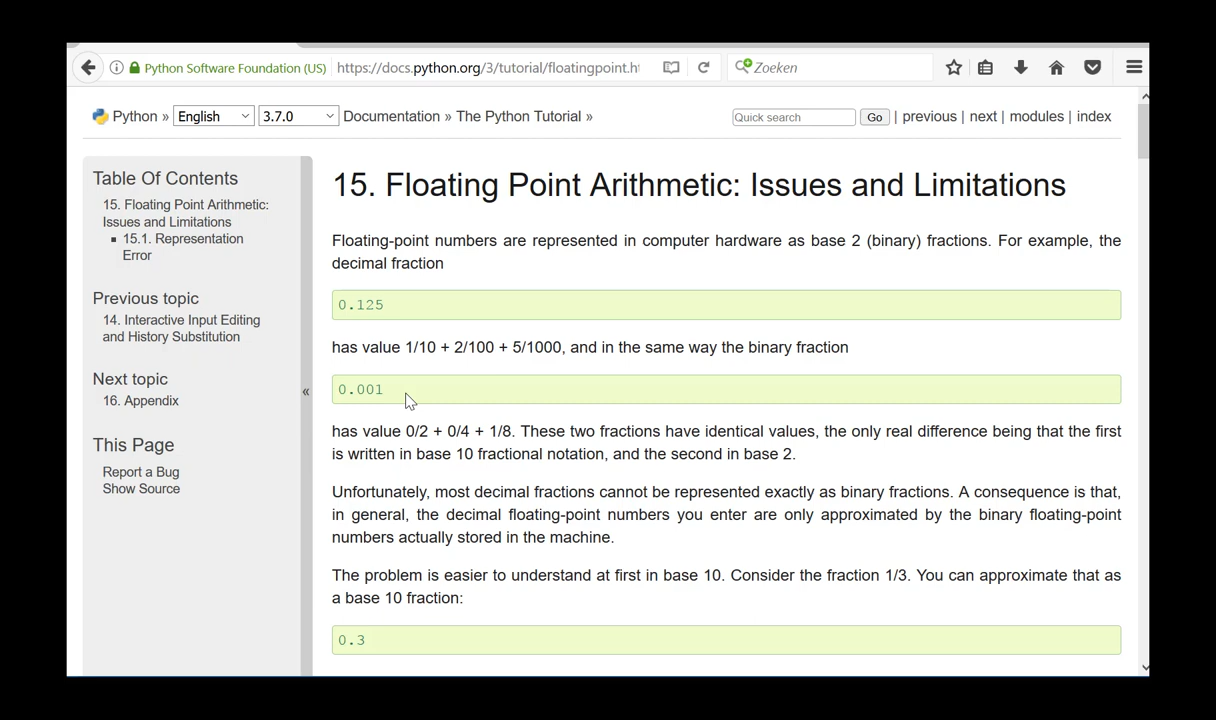 Python Software Foundation (US)
https://docs.python.org/3/tutorial/floatingpoint.h
Zoeken
Python » English 3.7.0 Documentation » The Python Tutorial »
Quick search Go | previous | next | modules | index
Table Of Contents
15. Floating Point Arithmetic:
Issues and Limitations
15.1. Representation
Error
Previous topic
14. Interactive Input Editing
and History Substitution
Next topic
16. Appendix
This Page
Report a Bug
Show Source
«
15. Floating Point Arithmetic: Issues and Limitations
Floating-point numbers are represented in computer hardware as base 2 (binary) fractions. For example, the
decimal fraction
0.125
has value 1/10 + 2/100 + 5/1000, and in the same way the binary fraction
0.001
has value 0/2 + 0/4 + 1/8. These two fractions have identical values, the only real difference being that the first
is written in base 10 fractional notation, and the second in base 2.
Unfortunately, most decimal fractions cannot be represented exactly as binary fractions. A consequence is that,
in general, the decimal floating-point numbers you enter are only approximated by the binary floating-point
numbers actually stored in the machine.
The problem is easier to understand at first in base 10. Consider the fraction 1/3. You can approximate that as
a base 10 fraction:
0.3